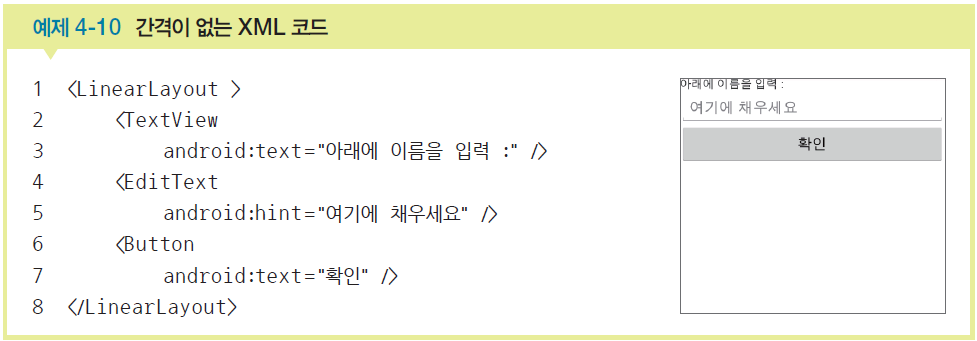 예제 4-10 간격이 없는 XML 코드
1 <LinearLayout >
2 <TextView
3 android:text="아래에 이름을 입력 :" />
4 <EditText
5 android:hint="여기에 채우세요" />
6 <Button
7 android:text="확인" />
8 </LinearLayout>
아래에 이름을 입력 :
여기에 채우세요
확인